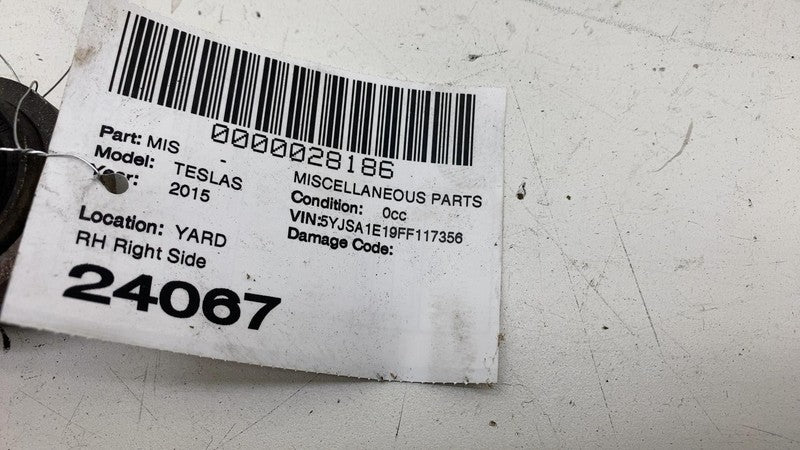 0000028186
Part: MIS - MISCELLANEOUS PARTS
Model: TESLAS Condition: 0cc
Year: 2015 VIN:5YJSA1E19FF117356
Damage Code:
Location: YARD
RH Right Side
24067